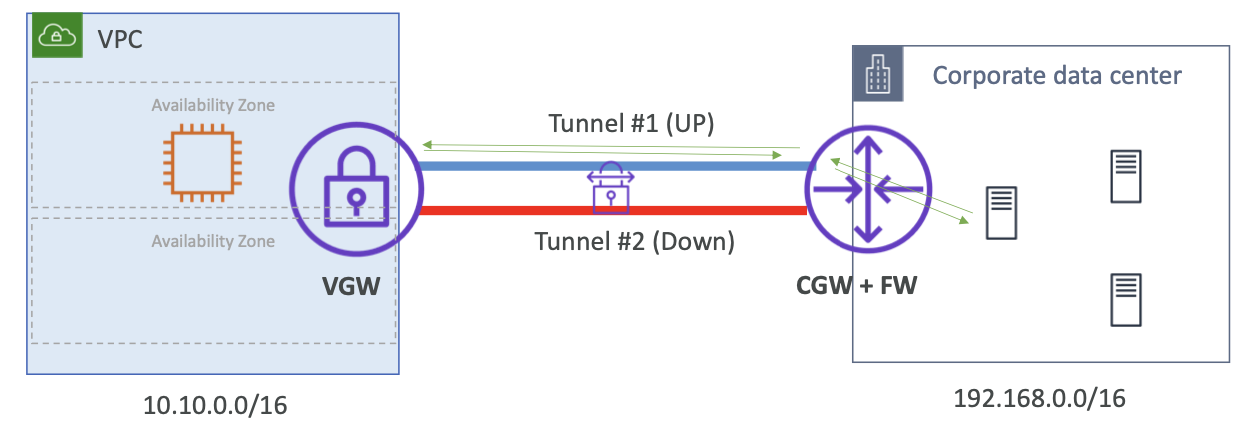 VPC
Corporate data center
Availability Zone
Tunnel #1 (UP)
Availability Zone
Tunnel #2 (Down)
VGW
CGW + FW
10.10.0.0/16
192.168.0.0/16